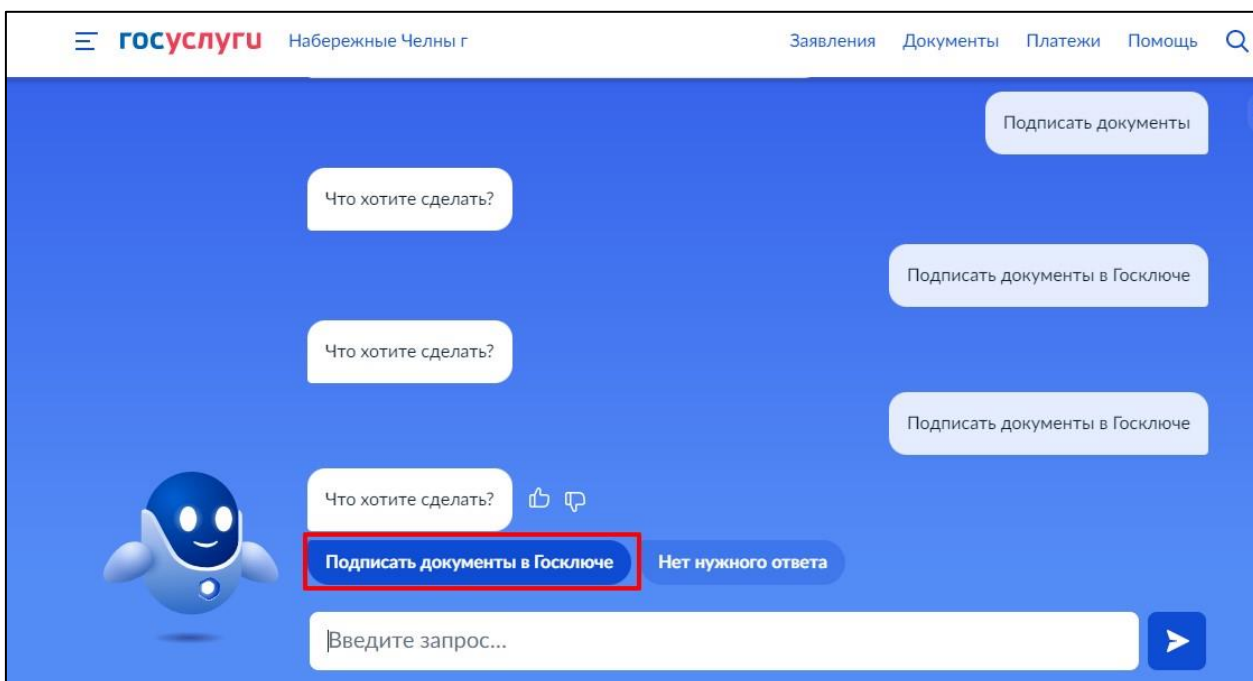 госуслуги Набережные Челны г Заявления Документы Платежи Помощь
Подписать документы
Что хотите сделать?
Подписать документы в Госключе
Что хотите сделать?
Подписать документы в Госключе
Что хотите сделать?
Подписать документы в Госключе Нет нужного ответа
Введите запрос...